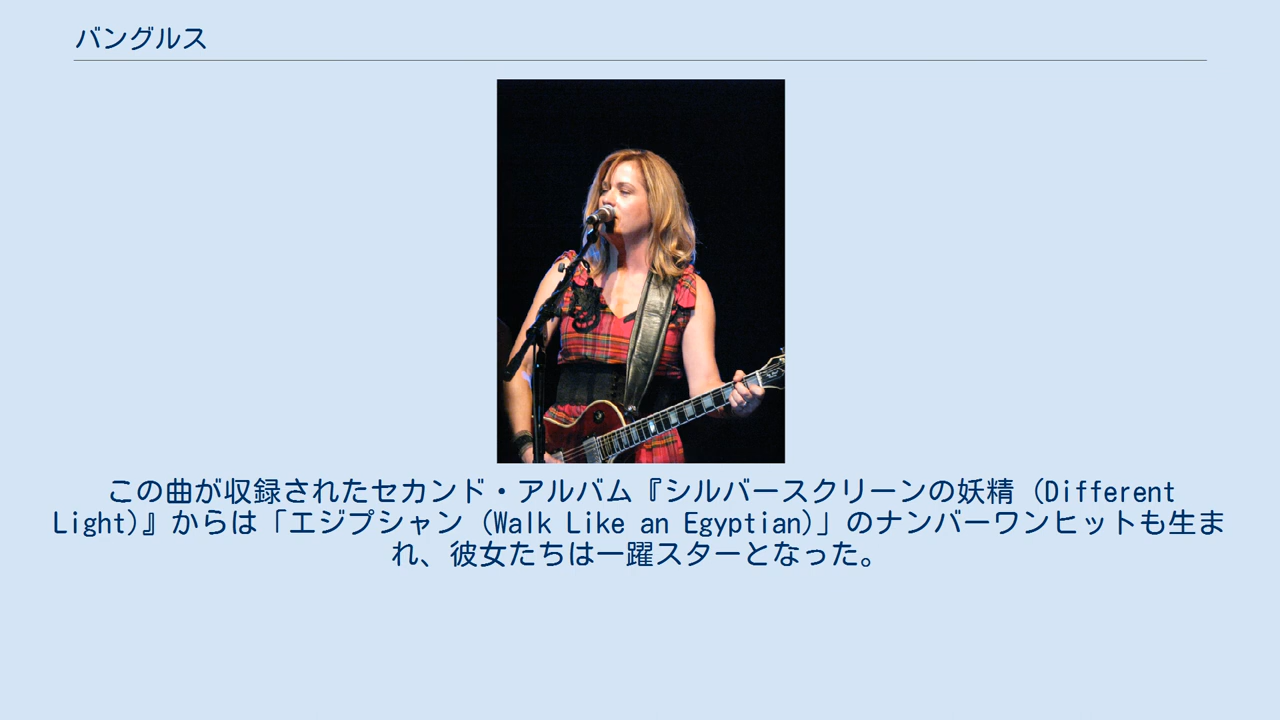 バングルス
この曲が収録されたセカンド・アルバム『シルバースクリーンの妖精 (Different
Light)』からは「エジプシャン (Walk Like an Egyptian)」のナンバーワンヒットも生ま
れ、彼女たちは一躍スターとなった。